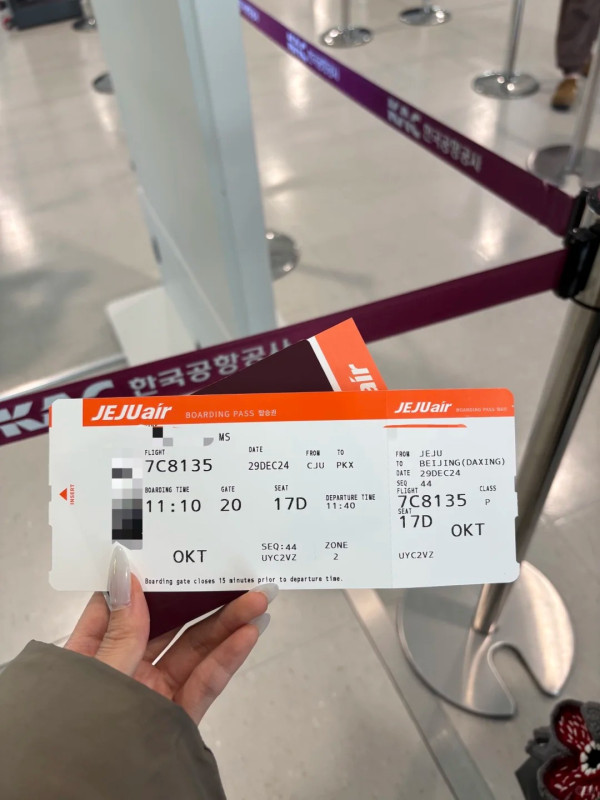 KAC 한국공항공사
KAC 한국공항공사
air
JEJUair BOARDING PASS 탑승권
MS
FLIGHT DATE FROM TO
7C8135 29DEC24 CJU PKX
BOARDING TIME GATE SEAT DEPARTURE TIME
11:10 20 17D 11:40
OKT SEQ:44 ZONE
UYC2VZ 2
Boarding gate closes 15 minutes prior to departure time.
INSERT
JEJUair BOARDING PASS
FROM JEJU
TO BEIJING(DAXING)
DATE 29DEC24
SEQ 44
FLIGHT CLASS
7C8135 P
SEAT
17D OKT
UYC2VZ